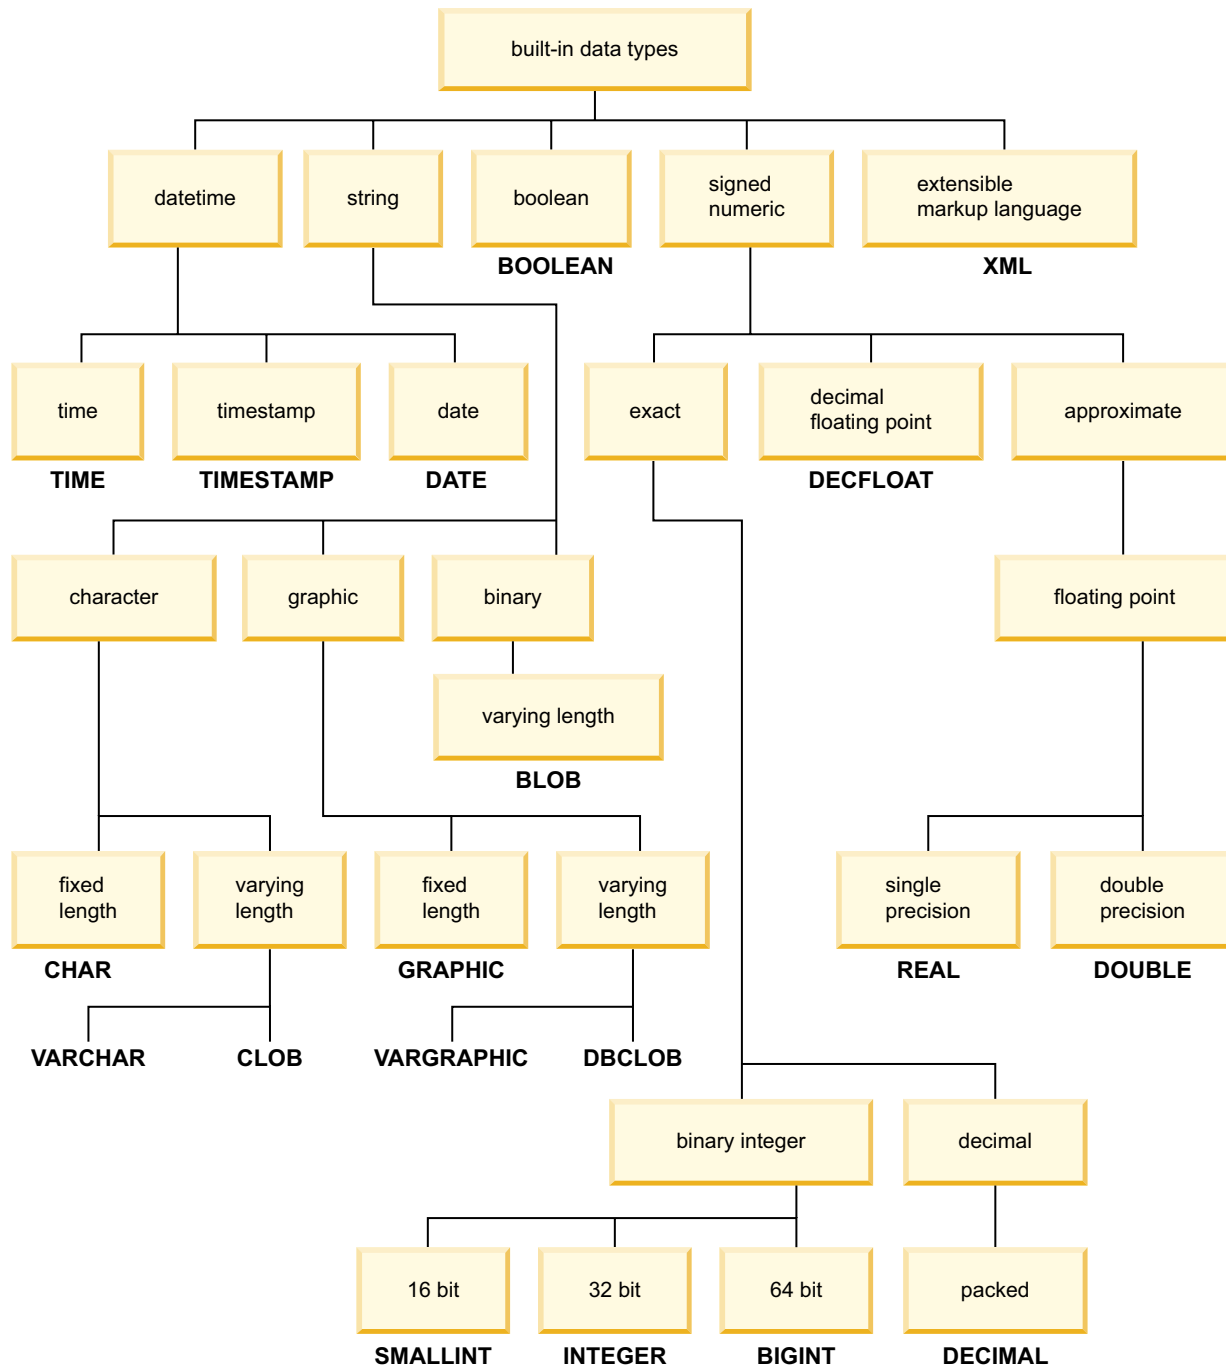 built-in data types
datetime
string
boolean
signed
numeric
extensible
markup language
BOOLEAN
XML
time
timestamp
date
exact
decimal
floating point
approximate
TIME
TIMESTAMP
DATE
DECFLOAT
character
graphic
binary
floating point
varying length
BLOB
fixed
length
varying
length
fixed
length
varying
length
single
precision
double
precision
CHAR
GRAPHIC
REAL
DOUBLE
VARCHAR
CLOB
VARGRAPHIC
DBCLOB
binary integer
decimal
16 bit
32 bit
64 bit
packed
SMALLINT
INTEGER
BIGINT
DECIMAL